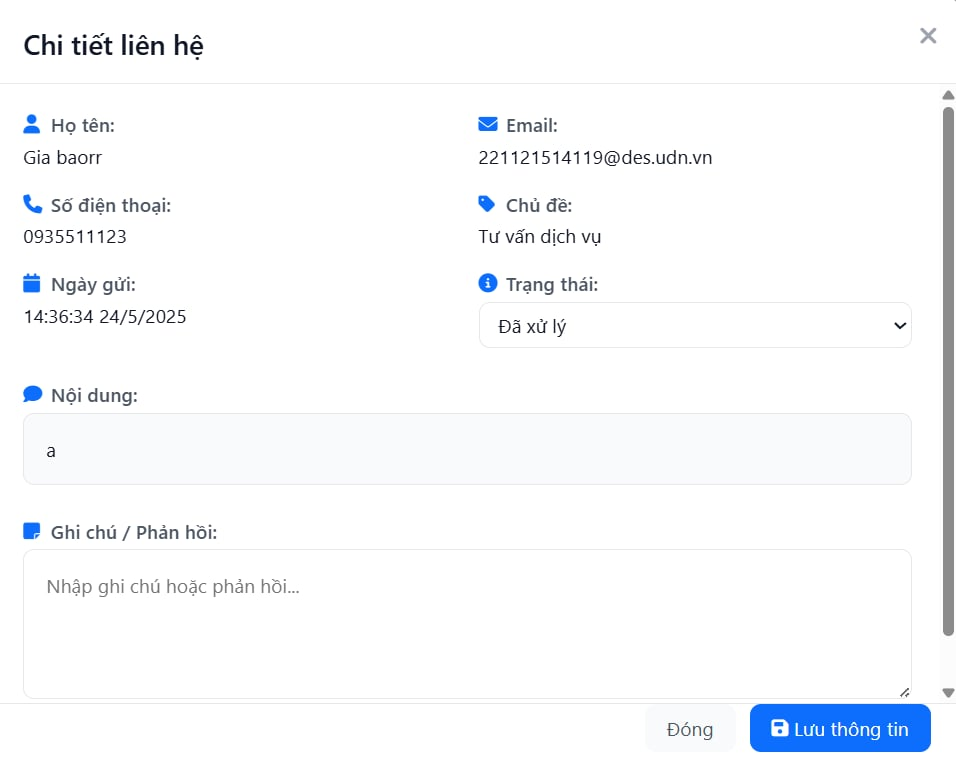 Chi tiết liên hệ
Họ tên:
Gia baorr
Email:
221121514119@des.udn.vn
Số điện thoại:
0935511123
Chủ đề:
Tư vấn dịch vụ
Ngày gửi:
14:36:34 24/5/2025
Trạng thái:
Đã xử lý
Nội dung:
a
Ghi chú / Phản hồi:
Nhập ghi chú hoặc phản hồi...
Đóng
Lưu thông tin